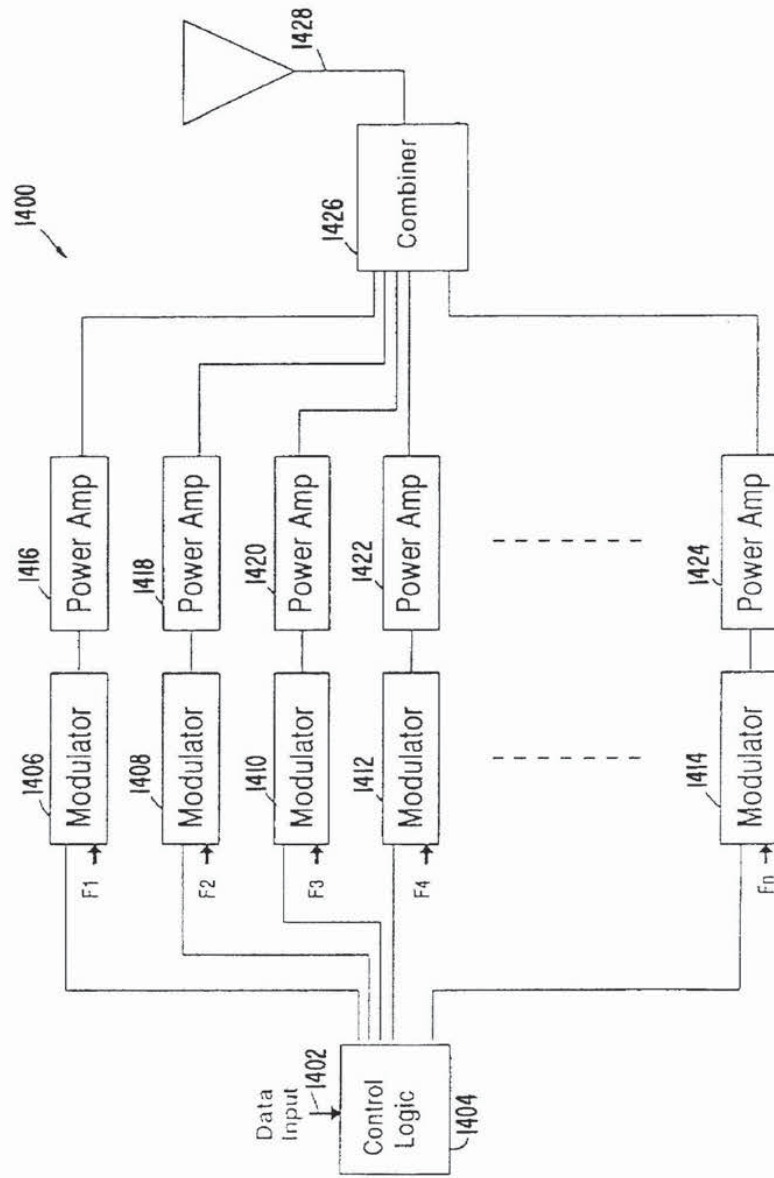 1400
1428
1426
Combiner
1416
Power Amp
1418
Power Amp
1420
Power Amp
1422
Power Amp
1424
Power Amp
1406
Modulator
F1
1408
Modulator
F2
1410
Modulator
F3
1412
Modulator
F4
1414
Modulator
Fn
Data
Input
1402
Control
Logic
1404